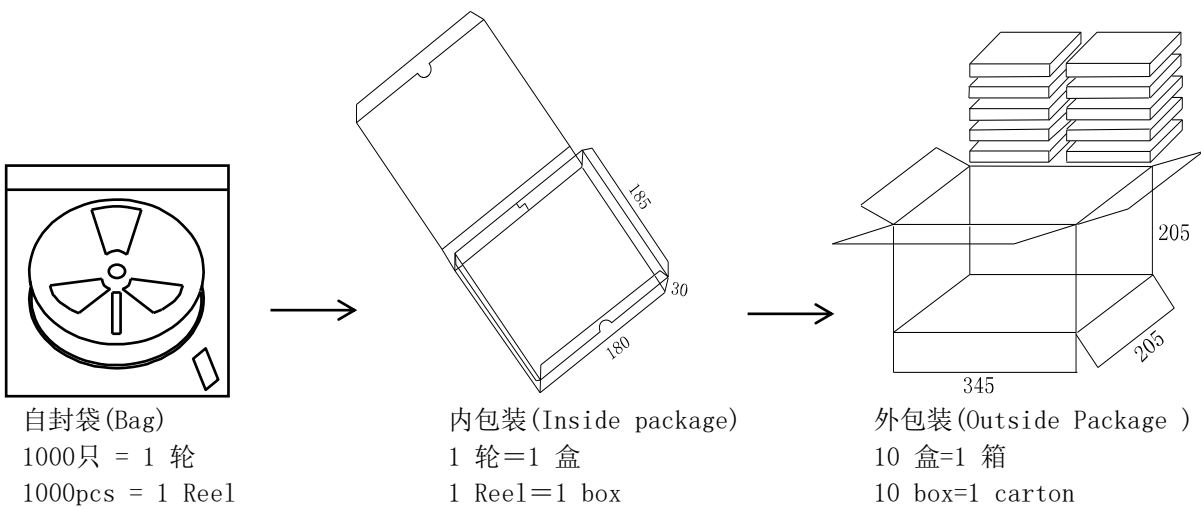 185
30
180
205
205
345
自封袋(Bag)
1000只 = 1 轮
1000pcs = 1 Reel
内包装(Inside package)
1 轮＝1 盒
1 Reel＝1 box
外包装(Outside Package )
10 盒=1 箱
10 box=1 carton